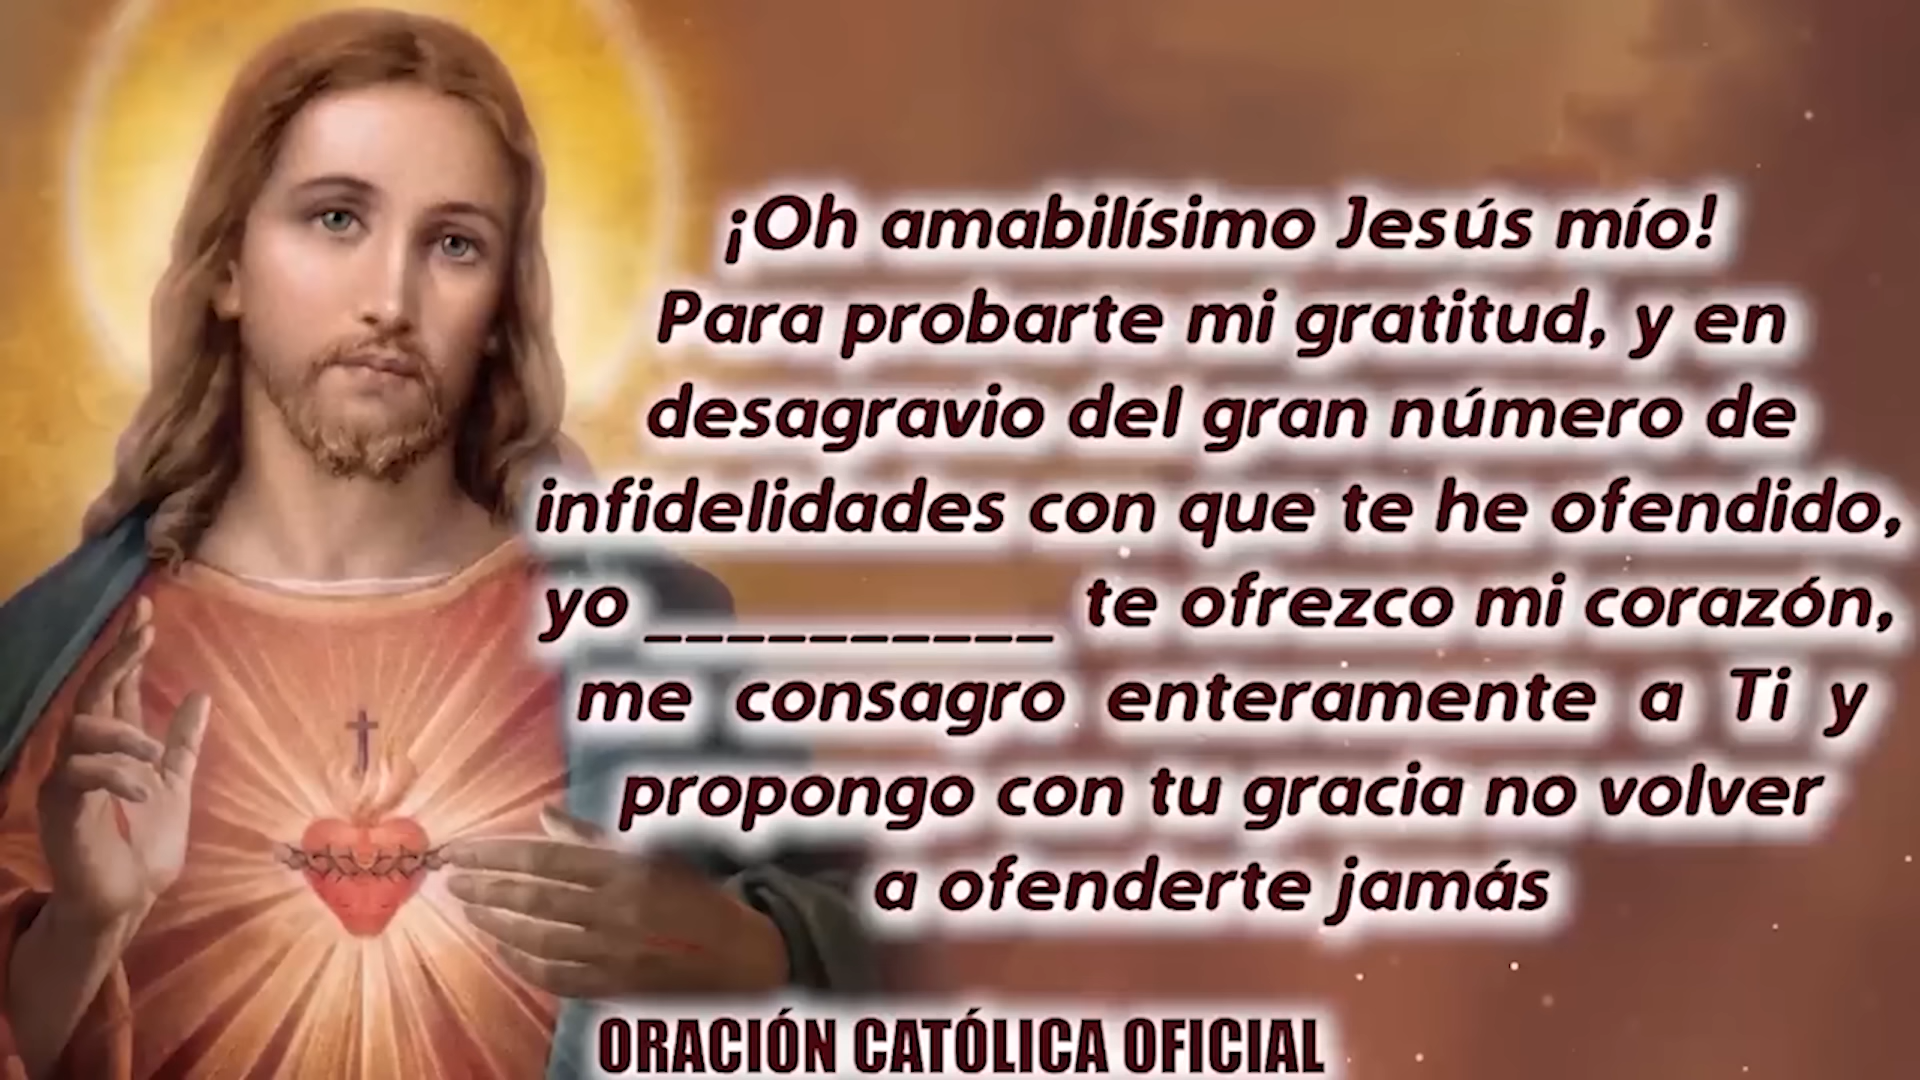 ¡Oh amabilísimo Jesús mío!
Para probarte mi gratitud, y en
desagravio del gran número de
infidelidades con que te he ofendido,
yo __________ te ofrezco mi corazón,
me consagro enteramente a Ti y
propongo con tu gracia no volver
a ofenderte jamás
ORACIÓN CATÓLICA OFICIAL